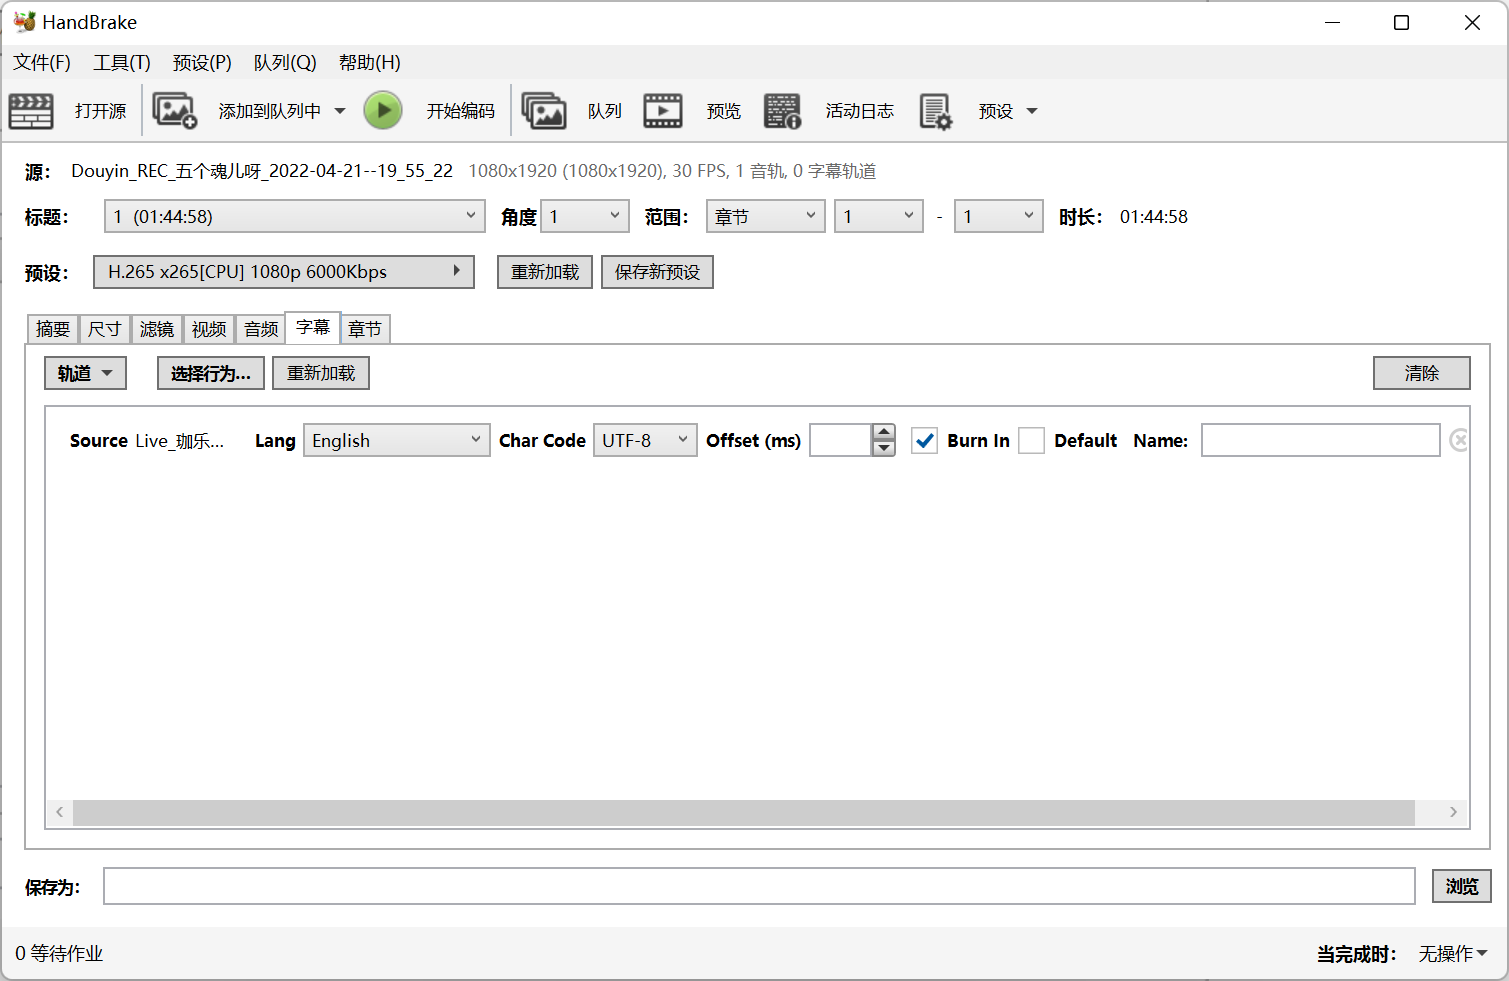 HandBrake
文件(F) 工具(T) 预设(P) 队列(Q) 帮助(H)
打开源 添加到队列中 开始编码 队列 预览 活动日志 预设
源： Douyin_REC_五个魂儿呀_2022-04-21--19_55_22 1080x1920 (1080x1920), 30 FPS, 1 音轨, 0 字幕轨道
标题： 1 (01:44:58) 角度 1 范围： 章节 1 - 1 时长： 01:44:58
预设： H.265 x265[CPU] 1080p 6000Kbps 重新加载 保存新预设
摘要 尺寸 滤镜 视频 音频 字幕 章节
轨道 选择行为... 重新加载 清除
Source Live_珈乐... Lang English Char Code UTF-8 Offset (ms) Burn In Default Name:
保存为： 浏览
0 等待作业 当完成时： 无操作